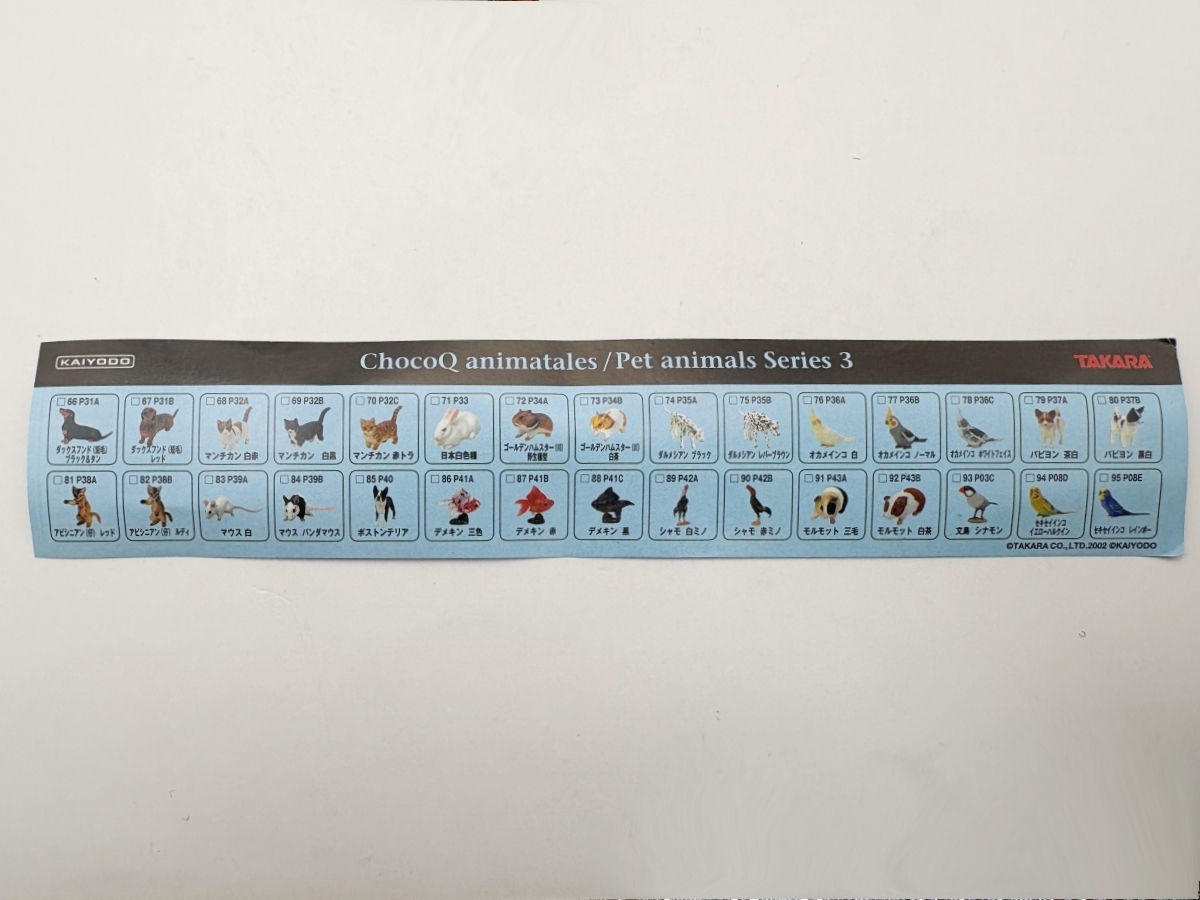 KAIYODO
ChocoQ animatales / Pet animals Series 3
TAKARA
66 P31A
ダックスフンド (短毛)
ブラック&タン
67 P31B
ダックスフンド (短毛)
レッド
68 P32A
マンチカン 白赤
69 P32B
マンチカン 白黒
70 P32C
マンチカン 赤トラ
71 P33
日本白色種
72 P34A
ゴールデンハムスター
野生種型
73 P34B
ゴールデンハムスター
白茶
74 P35A
ダルメシアン ブラック
75 P35B
ダルメシアン レバーブラウン
76 P36A
オカメインコ 白
77 P36B
オカメインコ ノーマル
78 P36C
オカメインコ ホワイトフェイス
79 P37A
パピヨン 茶白
80 P37B
パピヨン 黒白
81 P38A
アビシニアン(仔) レッド
82 P38B
アビシニアン(仔) ルディ
83 P39A
マウス 白
84 P39B
マウス パンダマウス
85 P40
ボストンテリア
86 P41A
デメキン 三色
87 P41B
デメキン 赤
88 P41C
デメキン 黒
89 P42A
シャモ 白ミノ
90 P42B
シャモ 赤ミノ
91 P43A
モルモット 三毛
92 P43B
モルモット 白茶
93 P03C
文鳥 シナモン
94 P08D
セキセイインコ
イエローハルクイン
95 P08E
セキセイインコ レインボー
©TAKARA CO.,LTD.2002 ©KAIYODO